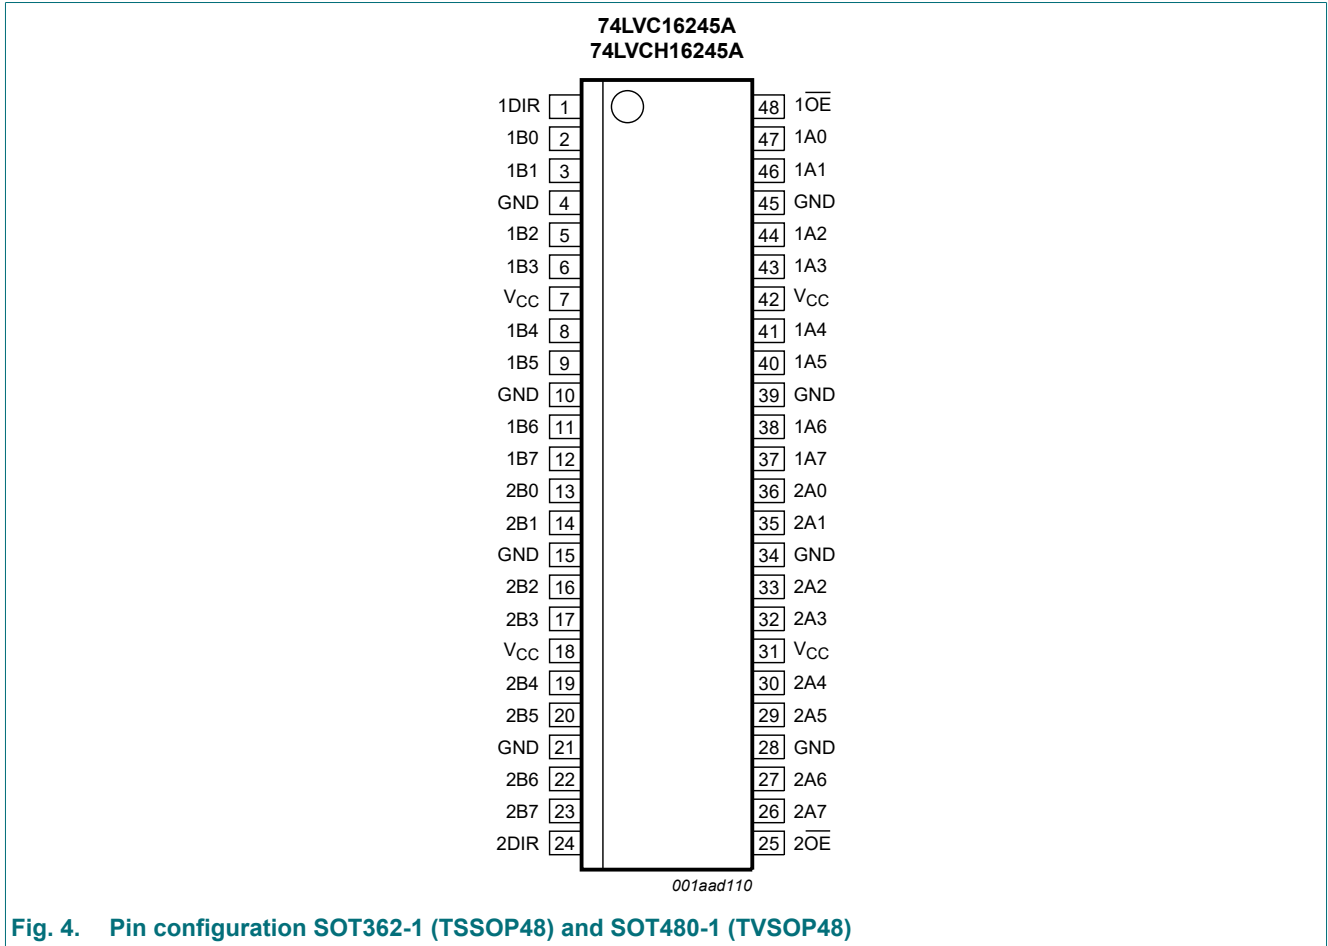 74LVC16245A
74LVCH16245A
1DIR 1 48 1O̅E̅
1B0 2 47 1A0
1B1 3 46 1A1
GND 4 45 GND
1B2 5 44 1A2
1B3 6 43 1A3
VCC 7 42 VCC
1B4 8 41 1A4
1B5 9 40 1A5
GND 10 39 GND
1B6 11 38 1A6
1B7 12 37 1A7
2B0 13 36 2A0
2B1 14 35 2A1
GND 15 34 GND
2B2 16 33 2A2
2B3 17 32 2A3
VCC 18 31 VCC
2B4 19 30 2A4
2B5 20 29 2A5
GND 21 28 GND
2B6 22 27 2A6
2B7 23 26 2A7
2DIR 24 25 2O̅E̅
001aad110
Fig. 4. Pin configuration SOT362-1 (TSSOP48) and SOT480-1 (TVSOP48)